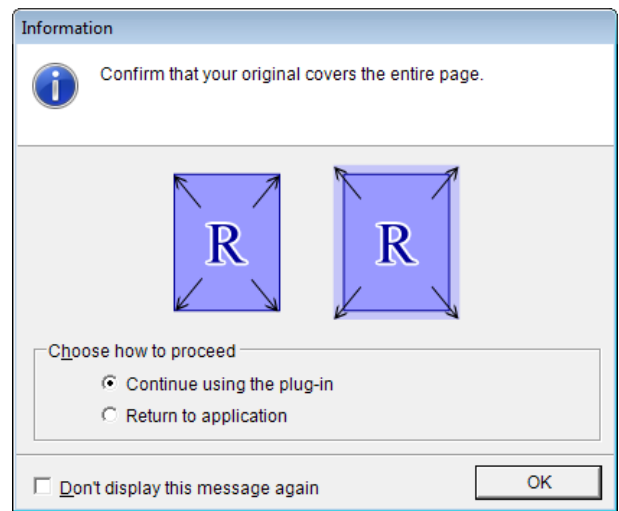 Information
Confirm that your original covers the entire page.
R R
Choose how to proceed
Continue using the plug-in
Return to application
Don't display this message again OK